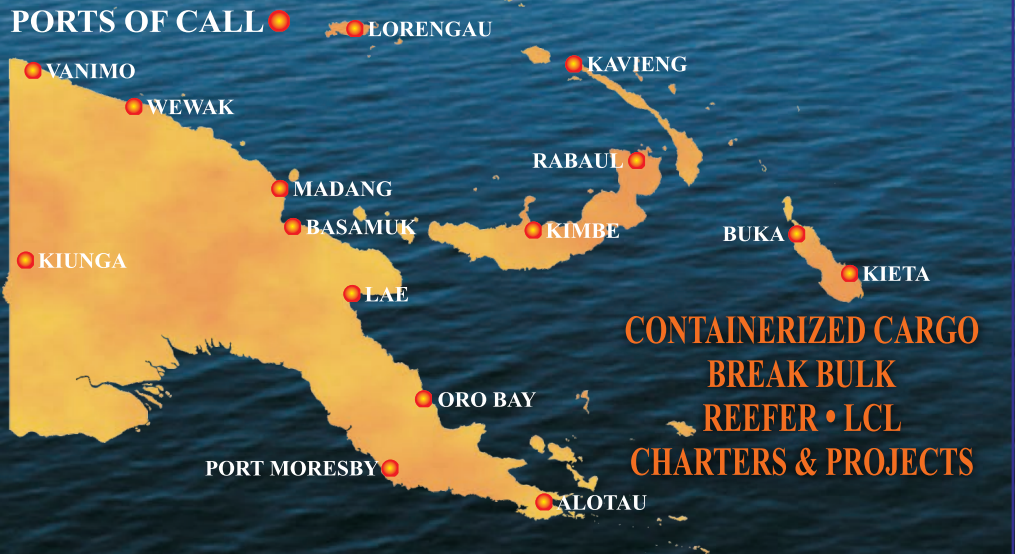 PORTS OF CALL
LORENGAU
KAVIENG
VANIMO
WEWAK
RABAUL
MADANG
BASAMUK
KIMBE
BUKA
KIUNGA
KIETA
LAE
CONTAINERIZED CARGO
BREAK BULK
REEFER • LCL
CHARTERS & PROJECTS
ORO BAY
PORT MORESBY
ALOTAU